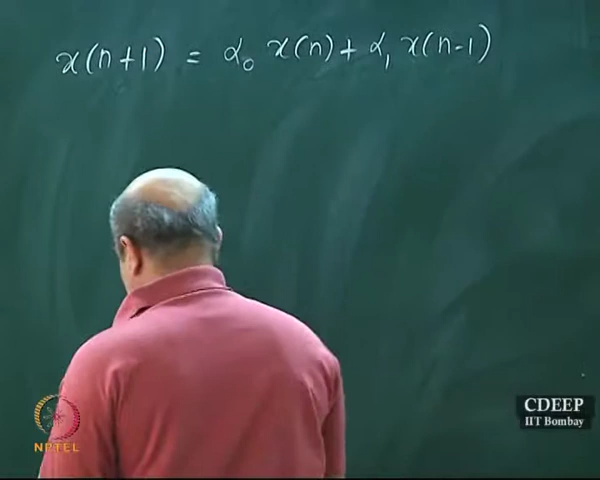 x(n+1) = α₀ x(n) + α₁ x(n-1)
CDEEP
IIT Bombay
NPTEL